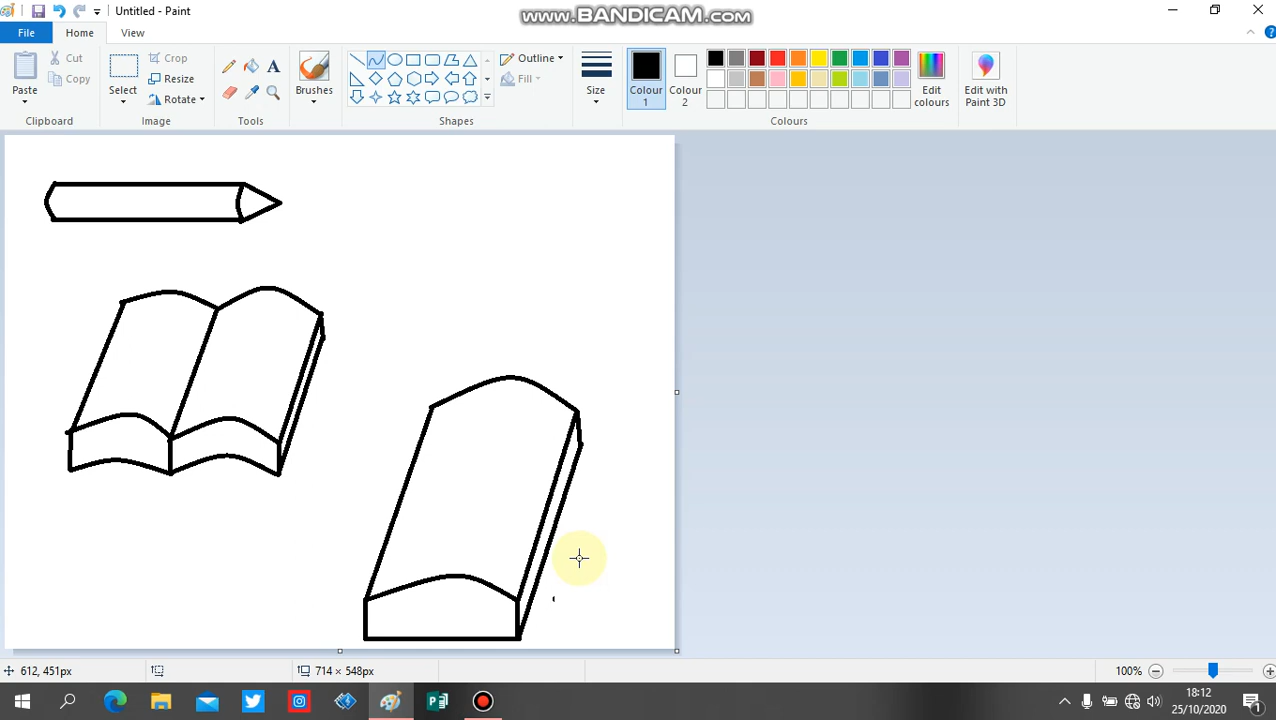 Untitled - Paint
www.BANDICAM.com
File
Home
View
Paste
Cut
Copy
Clipboard
Select
Crop
Resize
Rotate
Image
Tools
Brushes
Outline
Fill
Shapes
Size
Colour 1
Colour 2
Edit colours
Colours
Edit with Paint 3D
612, 451px
714 × 548px
100%
18:12
25/10/2020